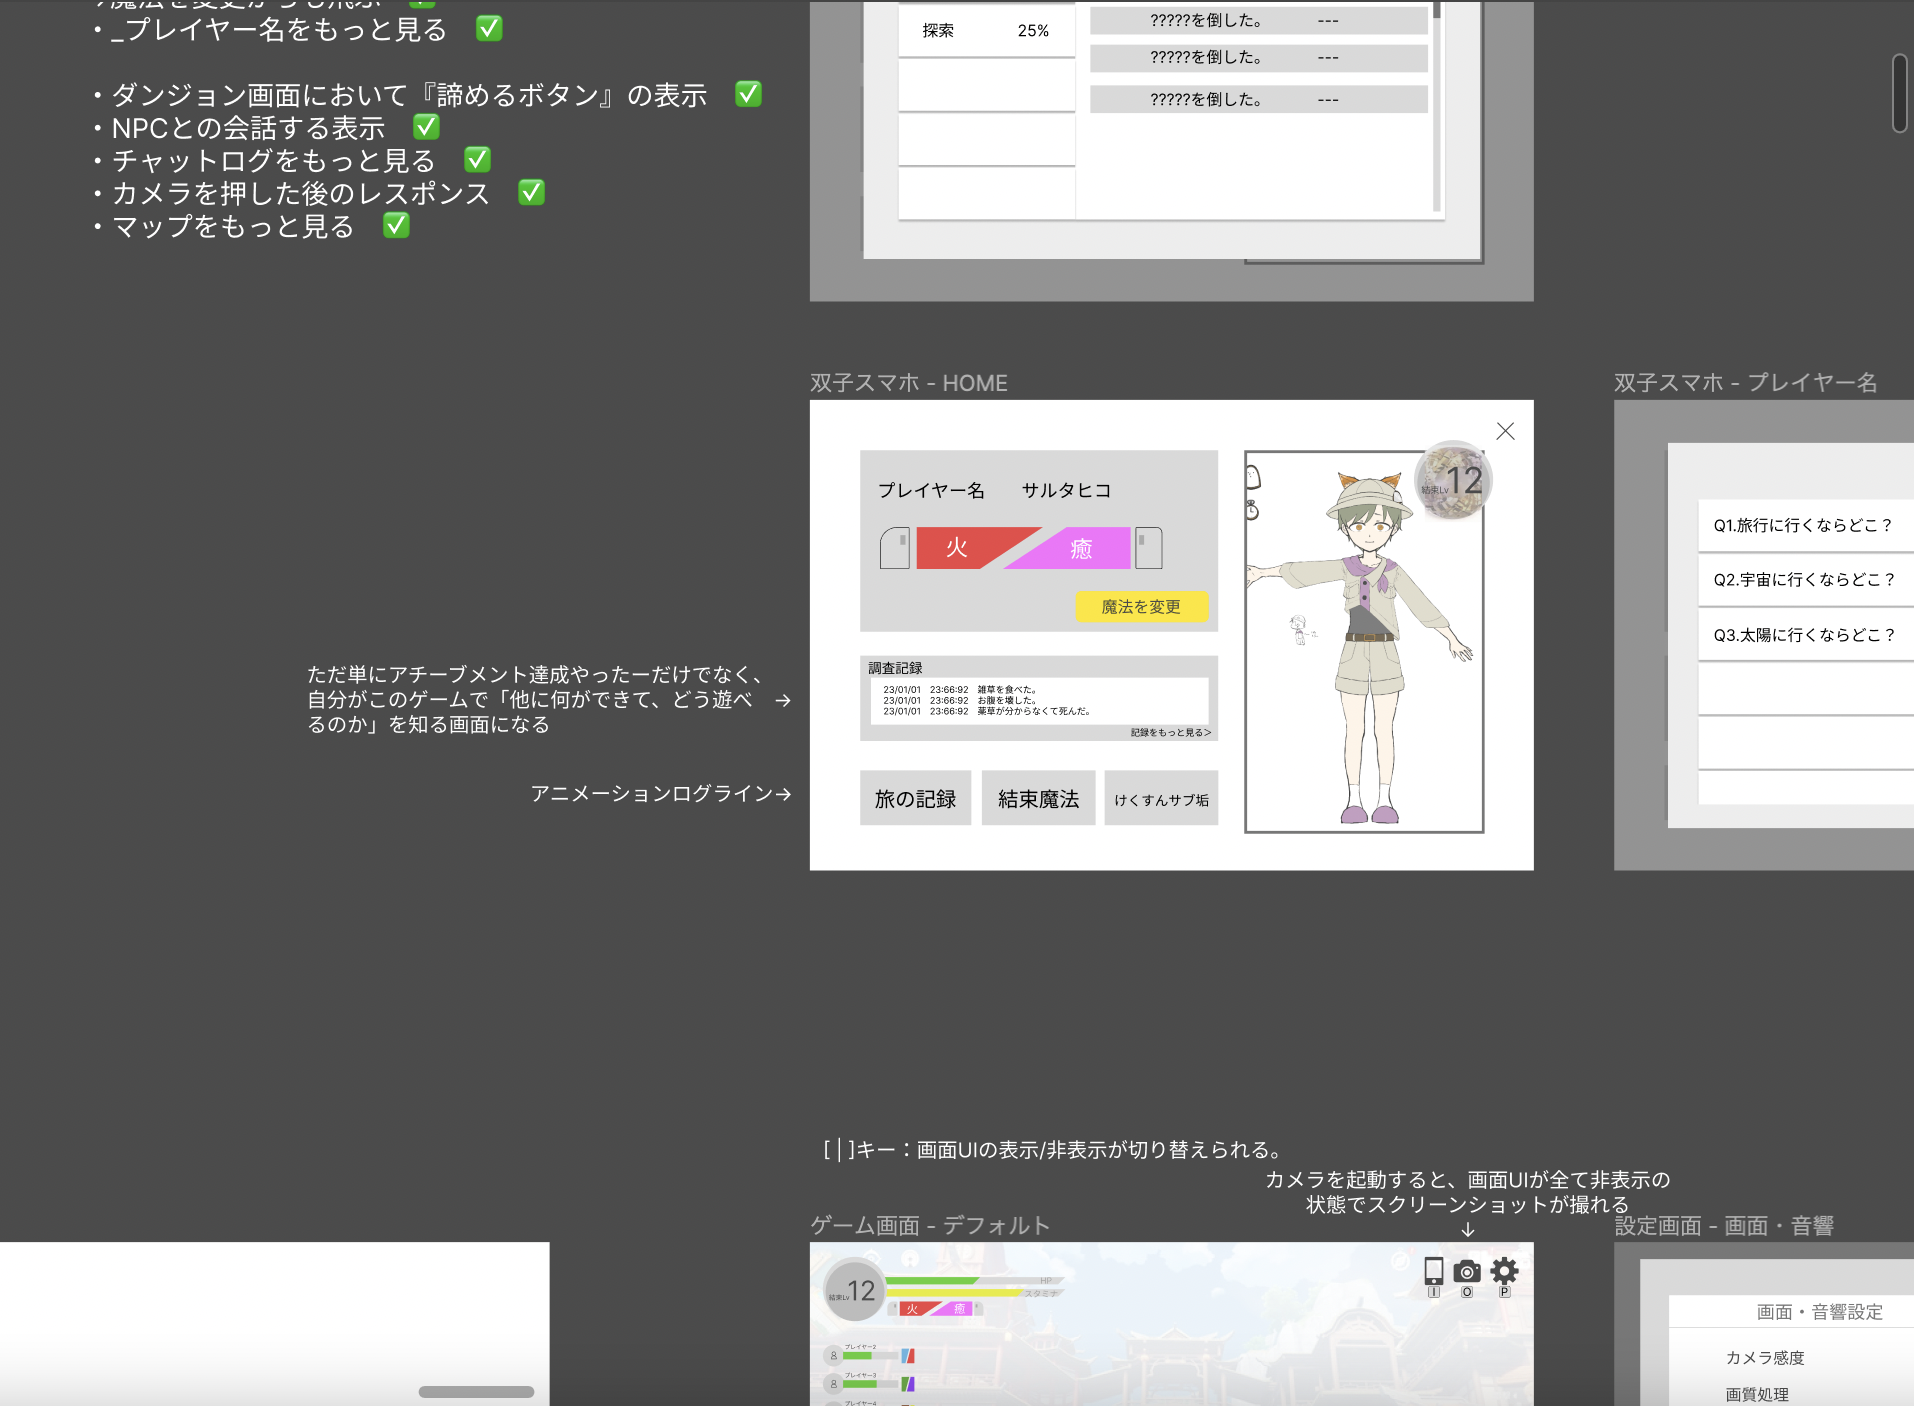 ・_プレイヤー名をもっと見る ✅
・ダンジョン画面において『諦めるボタン』の表示 ✅
・NPCとの会話する表示 ✅
・チャットログをもっと見る ✅
・カメラを押した後のレスポンス ✅
・マップをもっと見る ✅
探索 25%
?????を倒した。 ---
?????を倒した。 ---
?????を倒した。 ---
双子スマホ - HOME
プレイヤー名 サルタヒコ
火 癒
魔法を変更
結束Lv 12
調査記録
23/01/01 23:66:92 雑草を食べた。
23/01/01 23:66:92 お腹を壊した。
23/01/01 23:66:92 薬草が分からなくて死んだ。
記録をもっと見る＞
旅の記録
結束魔法
けくすんサブ垢
ただ単にアチーブメント達成やったーだけでなく、
自分がこのゲームで「他に何ができて、どう遊べ →
るのか」を知る画面になる
アニメーションログライン→
双子スマホ - プレイヤー名
Q1.旅行に行くならどこ？
Q2.宇宙に行くならどこ？
Q3.太陽に行くならどこ？
[ | ]キー：画面UIの表示/非表示が切り替えられる。
カメラを起動すると、画面UIが全て非表示の
状態でスクリーンショットが撮れる
↓
ゲーム画面 - デフォルト
結束Lv 12
HP
スタミナ
火 癒
プレイヤー2
プレイヤー3
プレイヤー4
I O P
設定画面 - 画面・音響
画面・音響設定
カメラ感度
画質処理